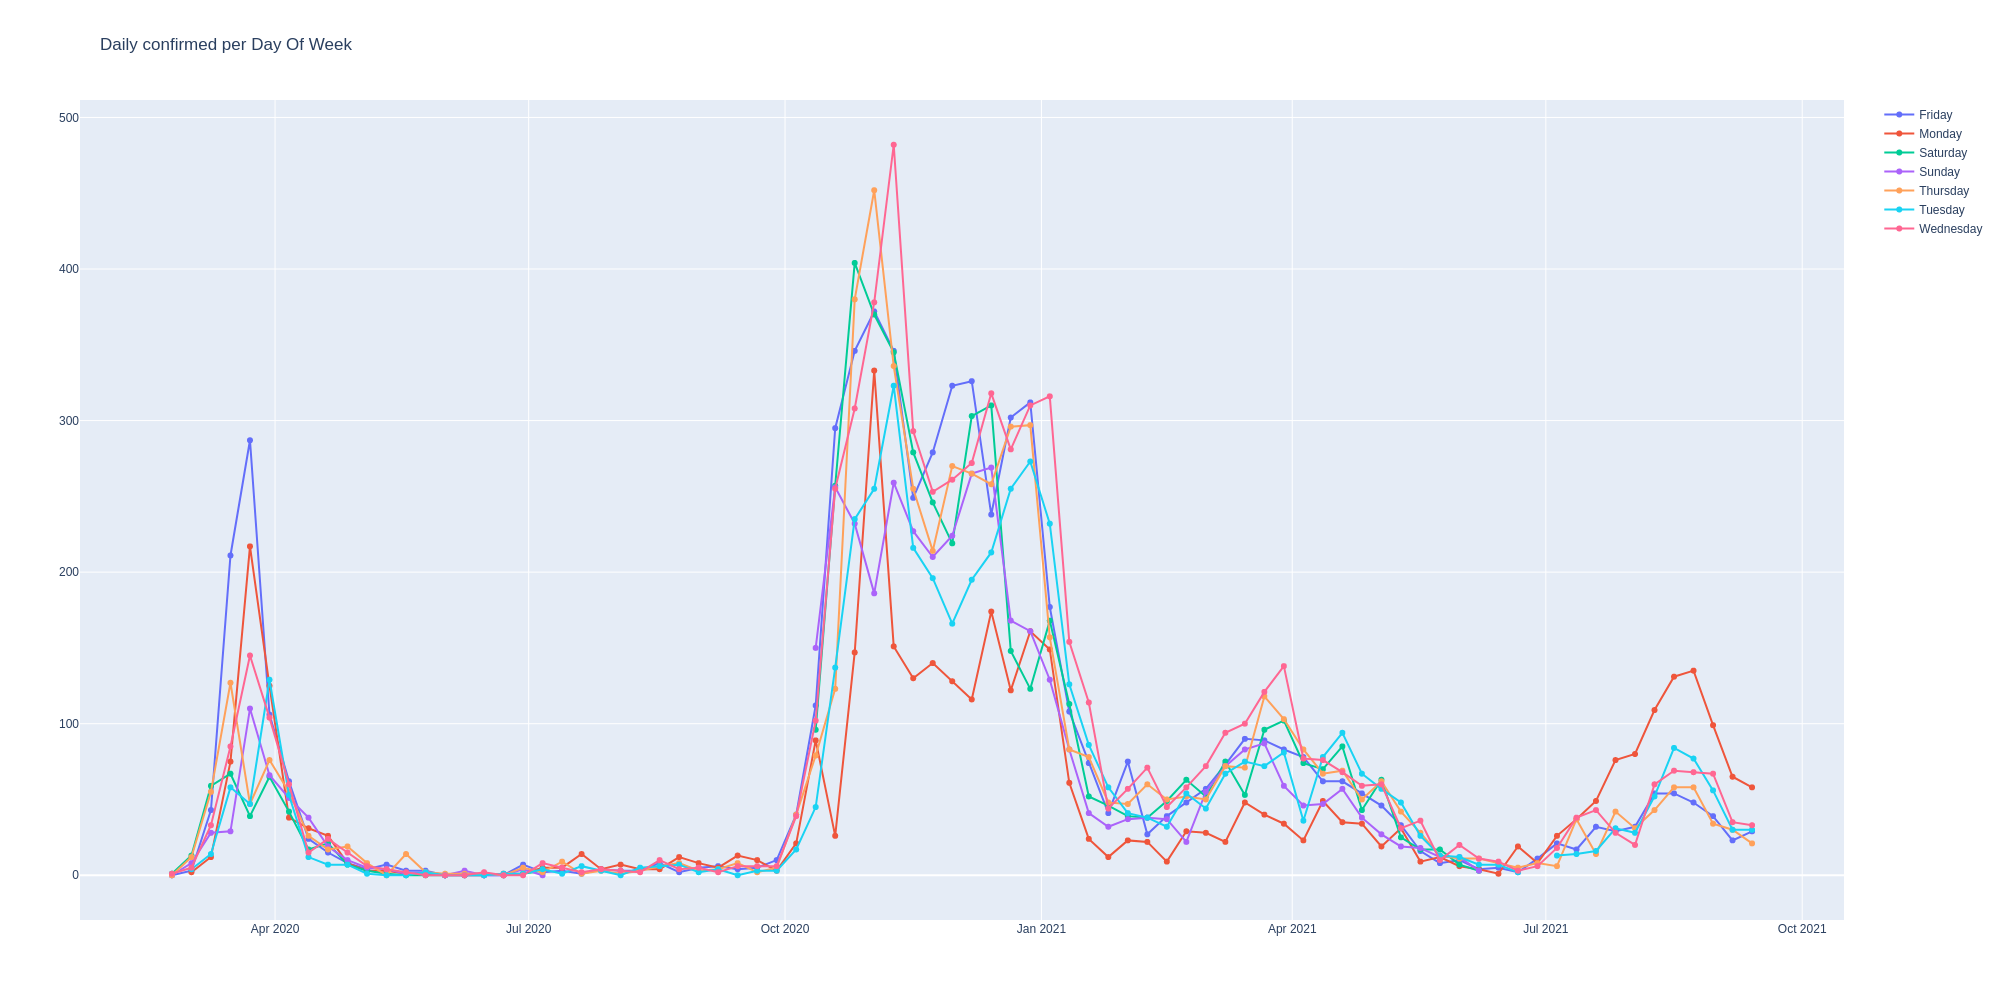 Daily confirmed per Day Of Week
500
400
300
200
100
0
Apr 2020
Jul 2020
Oct 2020
Jan 2021
Apr 2021
Jul 2021
Oct 2021
Friday
Monday
Saturday
Sunday
Thursday
Tuesday
Wednesday